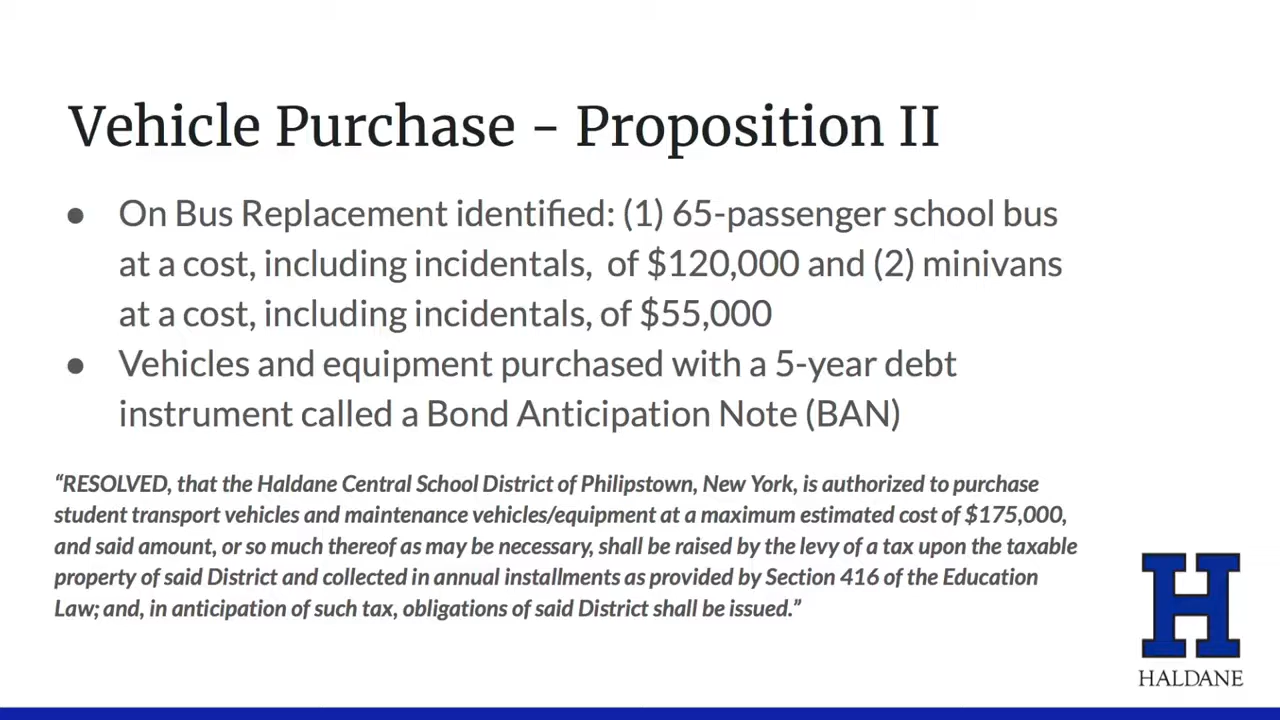 Vehicle Purchase - Proposition II
● On Bus Replacement identified: (1) 65-passenger school bus
at a cost, including incidentals,  of $120,000 and (2) minivans
at a cost, including incidentals, of $55,000
● Vehicles and equipment purchased with a 5-year debt
instrument called a Bond Anticipation Note (BAN)
“RESOLVED, that the Haldane Central School District of Philipstown, New York, is authorized to purchase
student transport vehicles and maintenance vehicles/equipment at a maximum estimated cost of $175,000,
and said amount, or so much thereof as may be necessary, shall be raised by the levy of a tax upon the taxable
property of said District and collected in annual installments as provided by Section 416 of the Education
Law; and, in anticipation of such tax, obligations of said District shall be issued.”
H
HALDANE